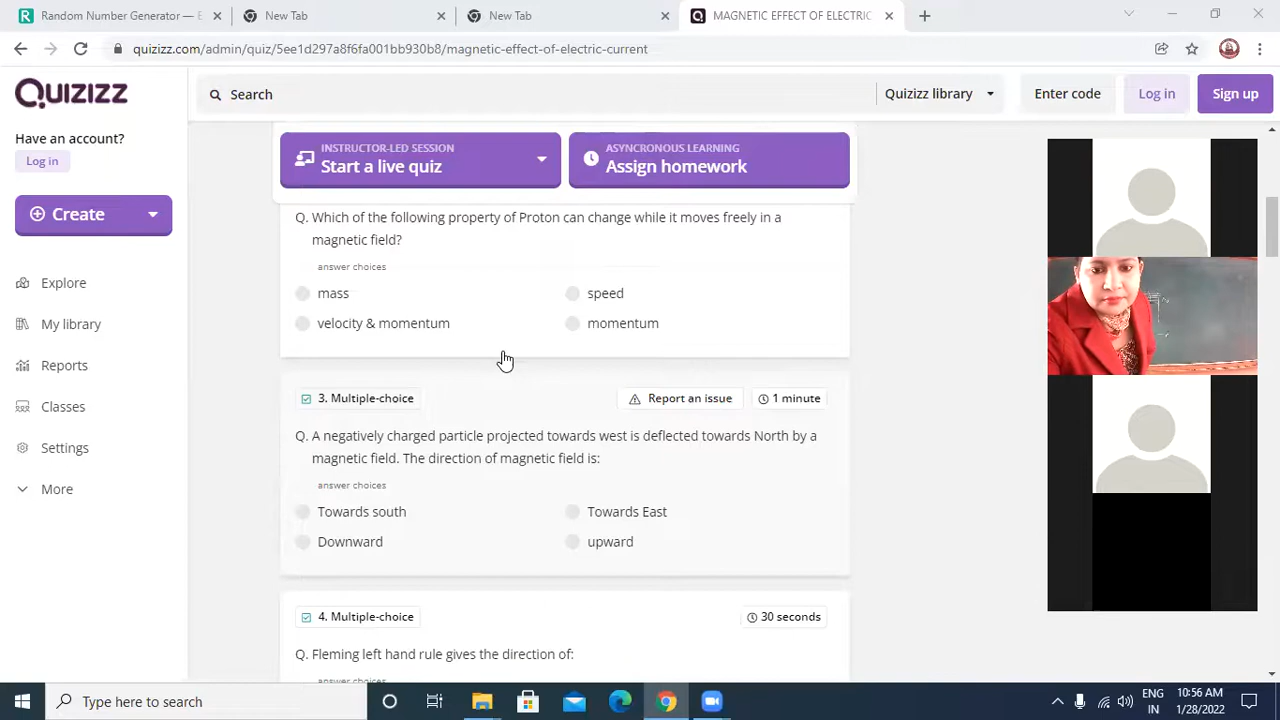 Random Number Generator — E
New Tab
New Tab
MAGNETIC EFFECT OF ELECTRIC
quizizz.com/admin/quiz/5ee1d297a8f6fa001bb930b8/magnetic-effect-of-electric-current
QUIZIZZ
Search
Quizizz library
Enter code
Log in
Sign up
Have an account?
Log in
Create
Explore
My library
Reports
Classes
Settings
More
INSTRUCTOR-LED SESSION
Start a live quiz
ASYNCRONOUS LEARNING
Assign homework
Q. Which of the following property of Proton can change while it moves freely in a
magnetic field?
answer choices
mass
speed
velocity & momentum
momentum
3. Multiple-choice
Report an issue
1 minute
Q. A negatively charged particle projected towards west is deflected towards North by a
magnetic field. The direction of magnetic field is:
answer choices
Towards south
Towards East
Downward
upward
4. Multiple-choice
30 seconds
Q. Fleming left hand rule gives the direction of:
answer choices
Type here to search
ENG
IN
10:56 AM
1/28/2022